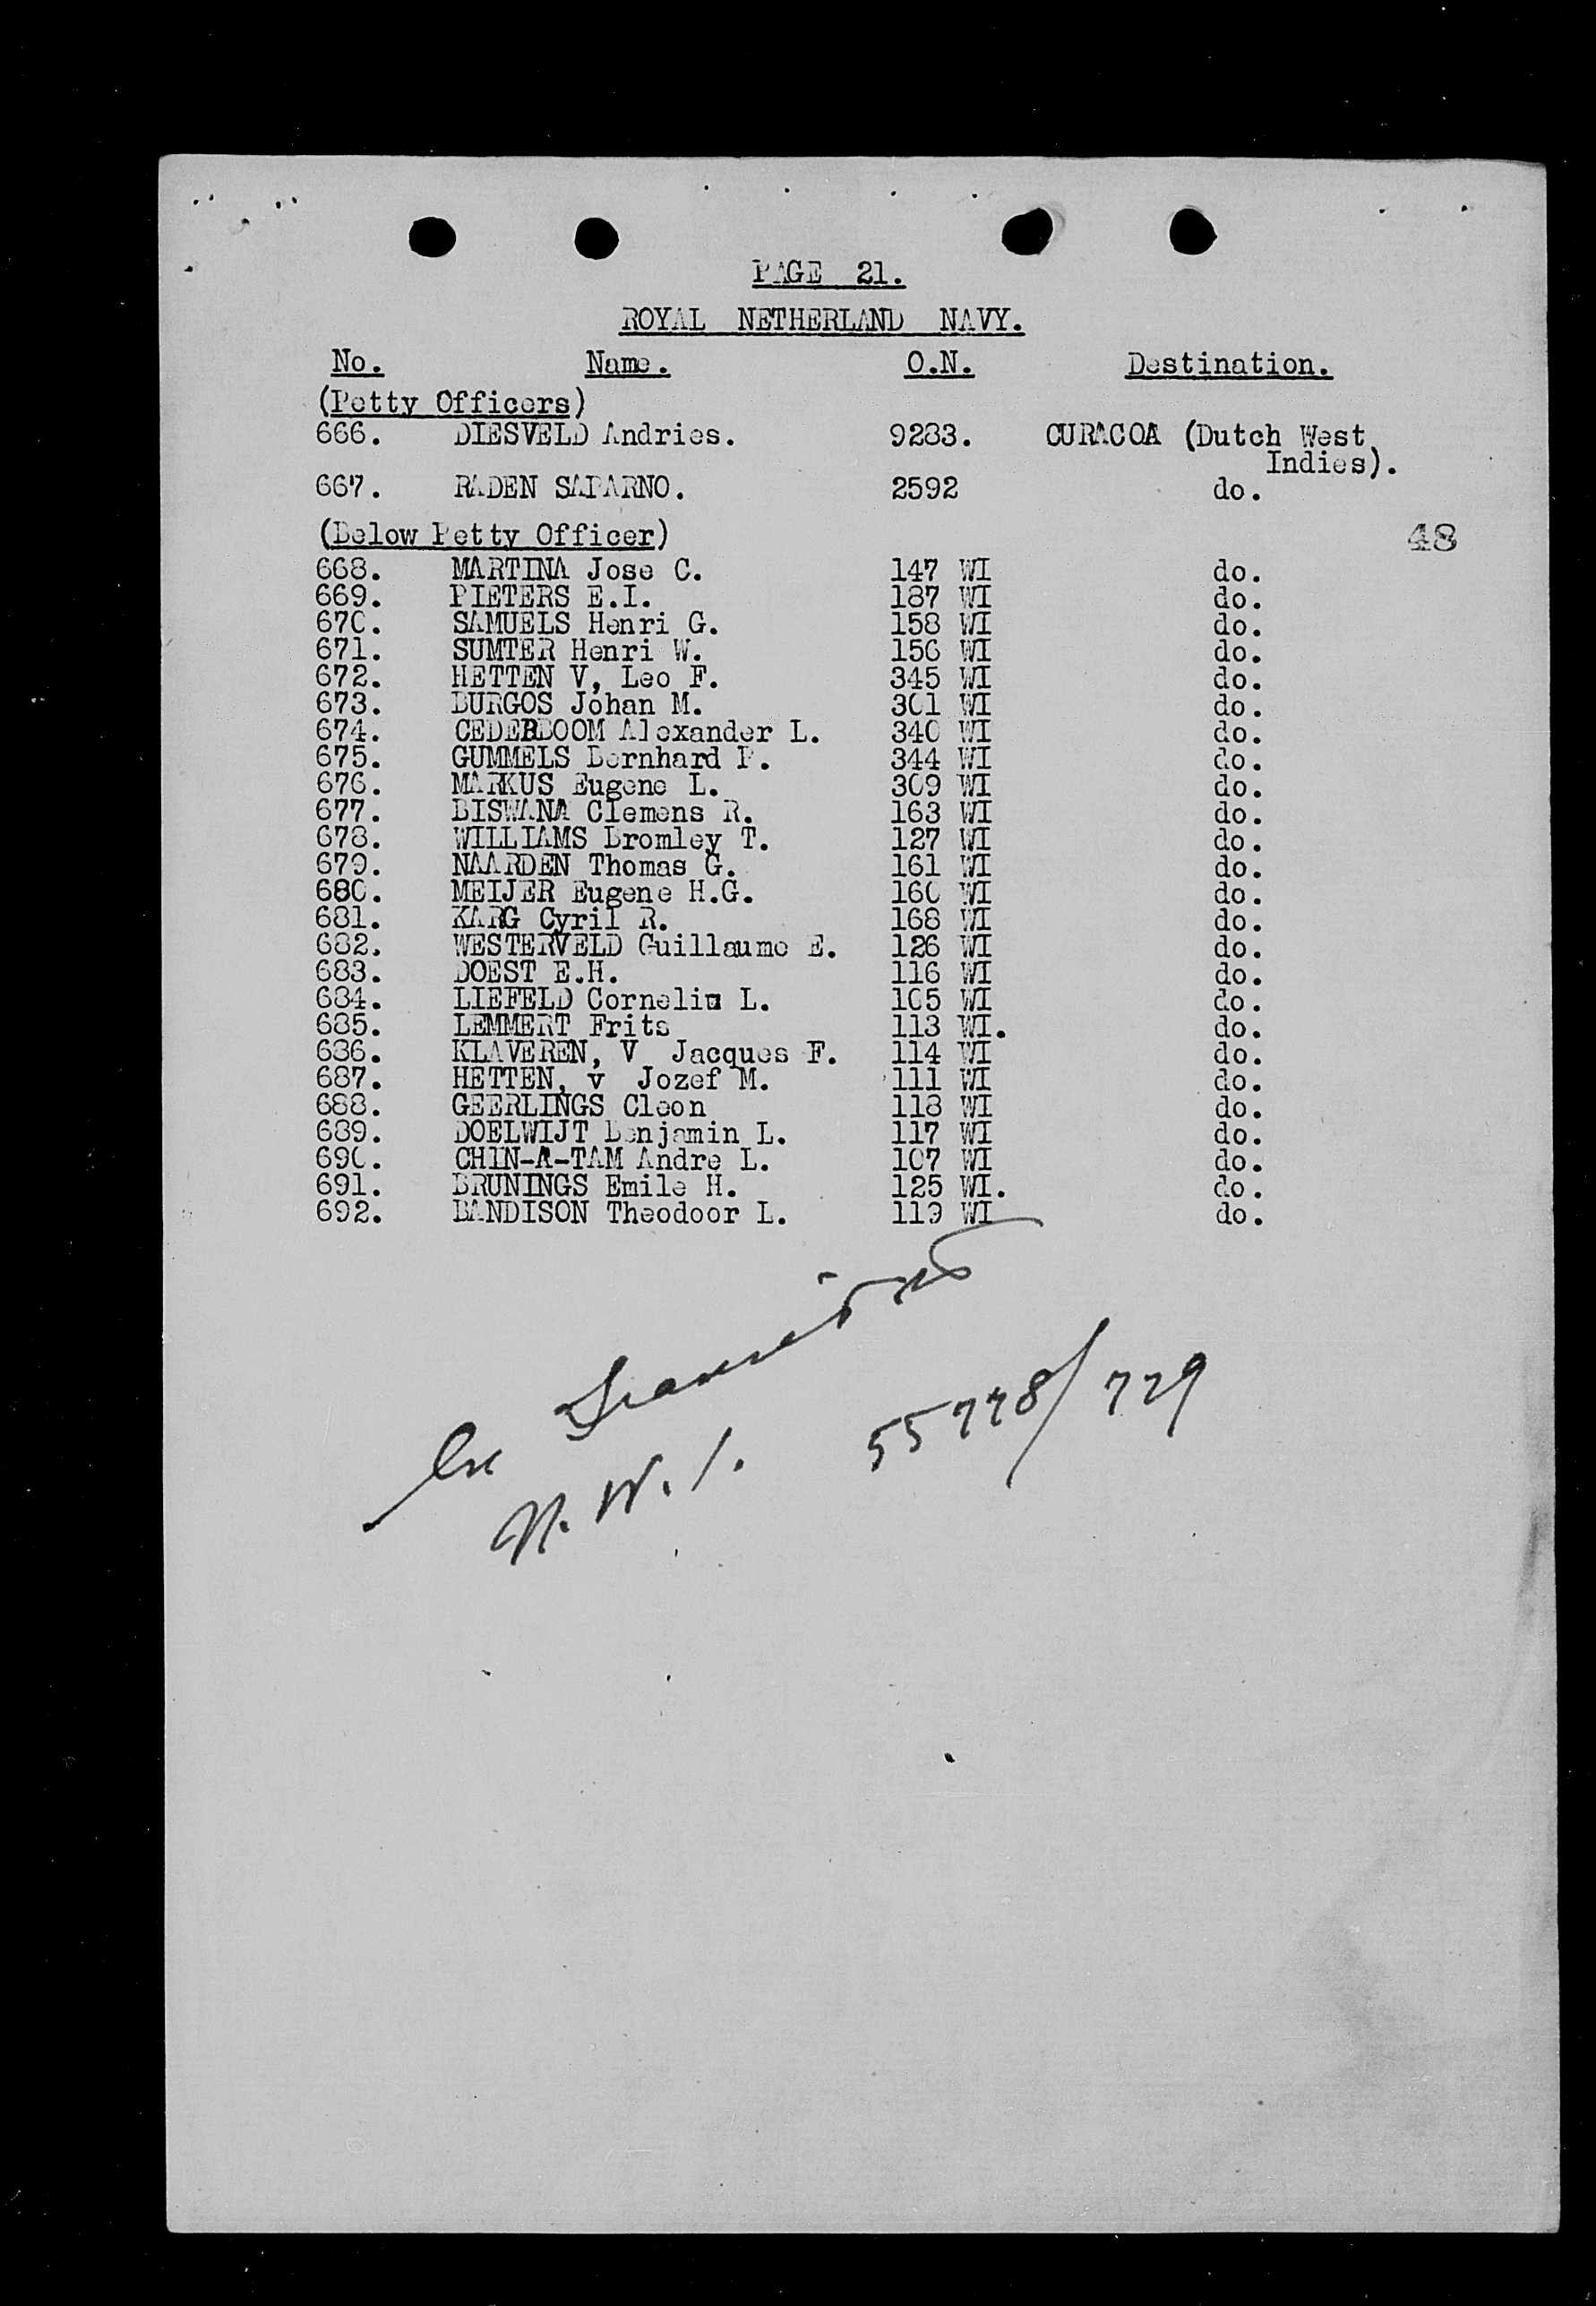 PAGE 21.
ROYAL NETHERLAND NAVY.
No. Name. O.N. Destination.
(Petty Officers)
666. DIESVELD Andries. 9283. CURACOA (Dutch West
Indies).
667. RADEN SAPARNO. 2592 do.
(Below Petty Officer)
48
668. MARTINA Jose C. 147 WI do.
669. PIETERS E.I. 187 WI do.
670. SAMUELS Henri G. 158 WI do.
671. SUMTER Henri W. 156 WI do.
672. HETTEN V, Leo F. 345 WI do.
673. BURGOS Johan M. 301 WI do.
674. CEDERBOOM Alexander L. 340 WI do.
675. GUMMELS Bernhard P. 344 WI do.
676. MARKUS Eugene L. 309 WI do.
677. BISWANA Clemens R. 163 WI do.
678. WILLIAMS Bromley T. 127 WI do.
679. NAARDEN Thomas G. 161 WI do.
680. MEIJER Eugene H.G. 160 WI do.
681. KARG Cyril R. 168 WI do.
682. WESTERVELD Guillaume E. 126 WI do.
683. DOEST E.H. 116 WI do.
684. LIEFELD L. 105 WI do.
685. LEMMERT Frits 113 WI. do.
686. KLAVEREN, V Jacques F. 114 WI do.
687. HETTEN, v Jozef M. 111 WI do.
688. GEERLINGS Cleon 118 WI do.
689. DOELWIJT Benjamin L. 117 WI do.
690. CHIN-A-TAM Andre L. 107 WI do.
691. BRUNINGS Emile H. 125 WI. do.
692. BANDISON Theodoor L. 119 WI do.
N.W.1. 55778/729